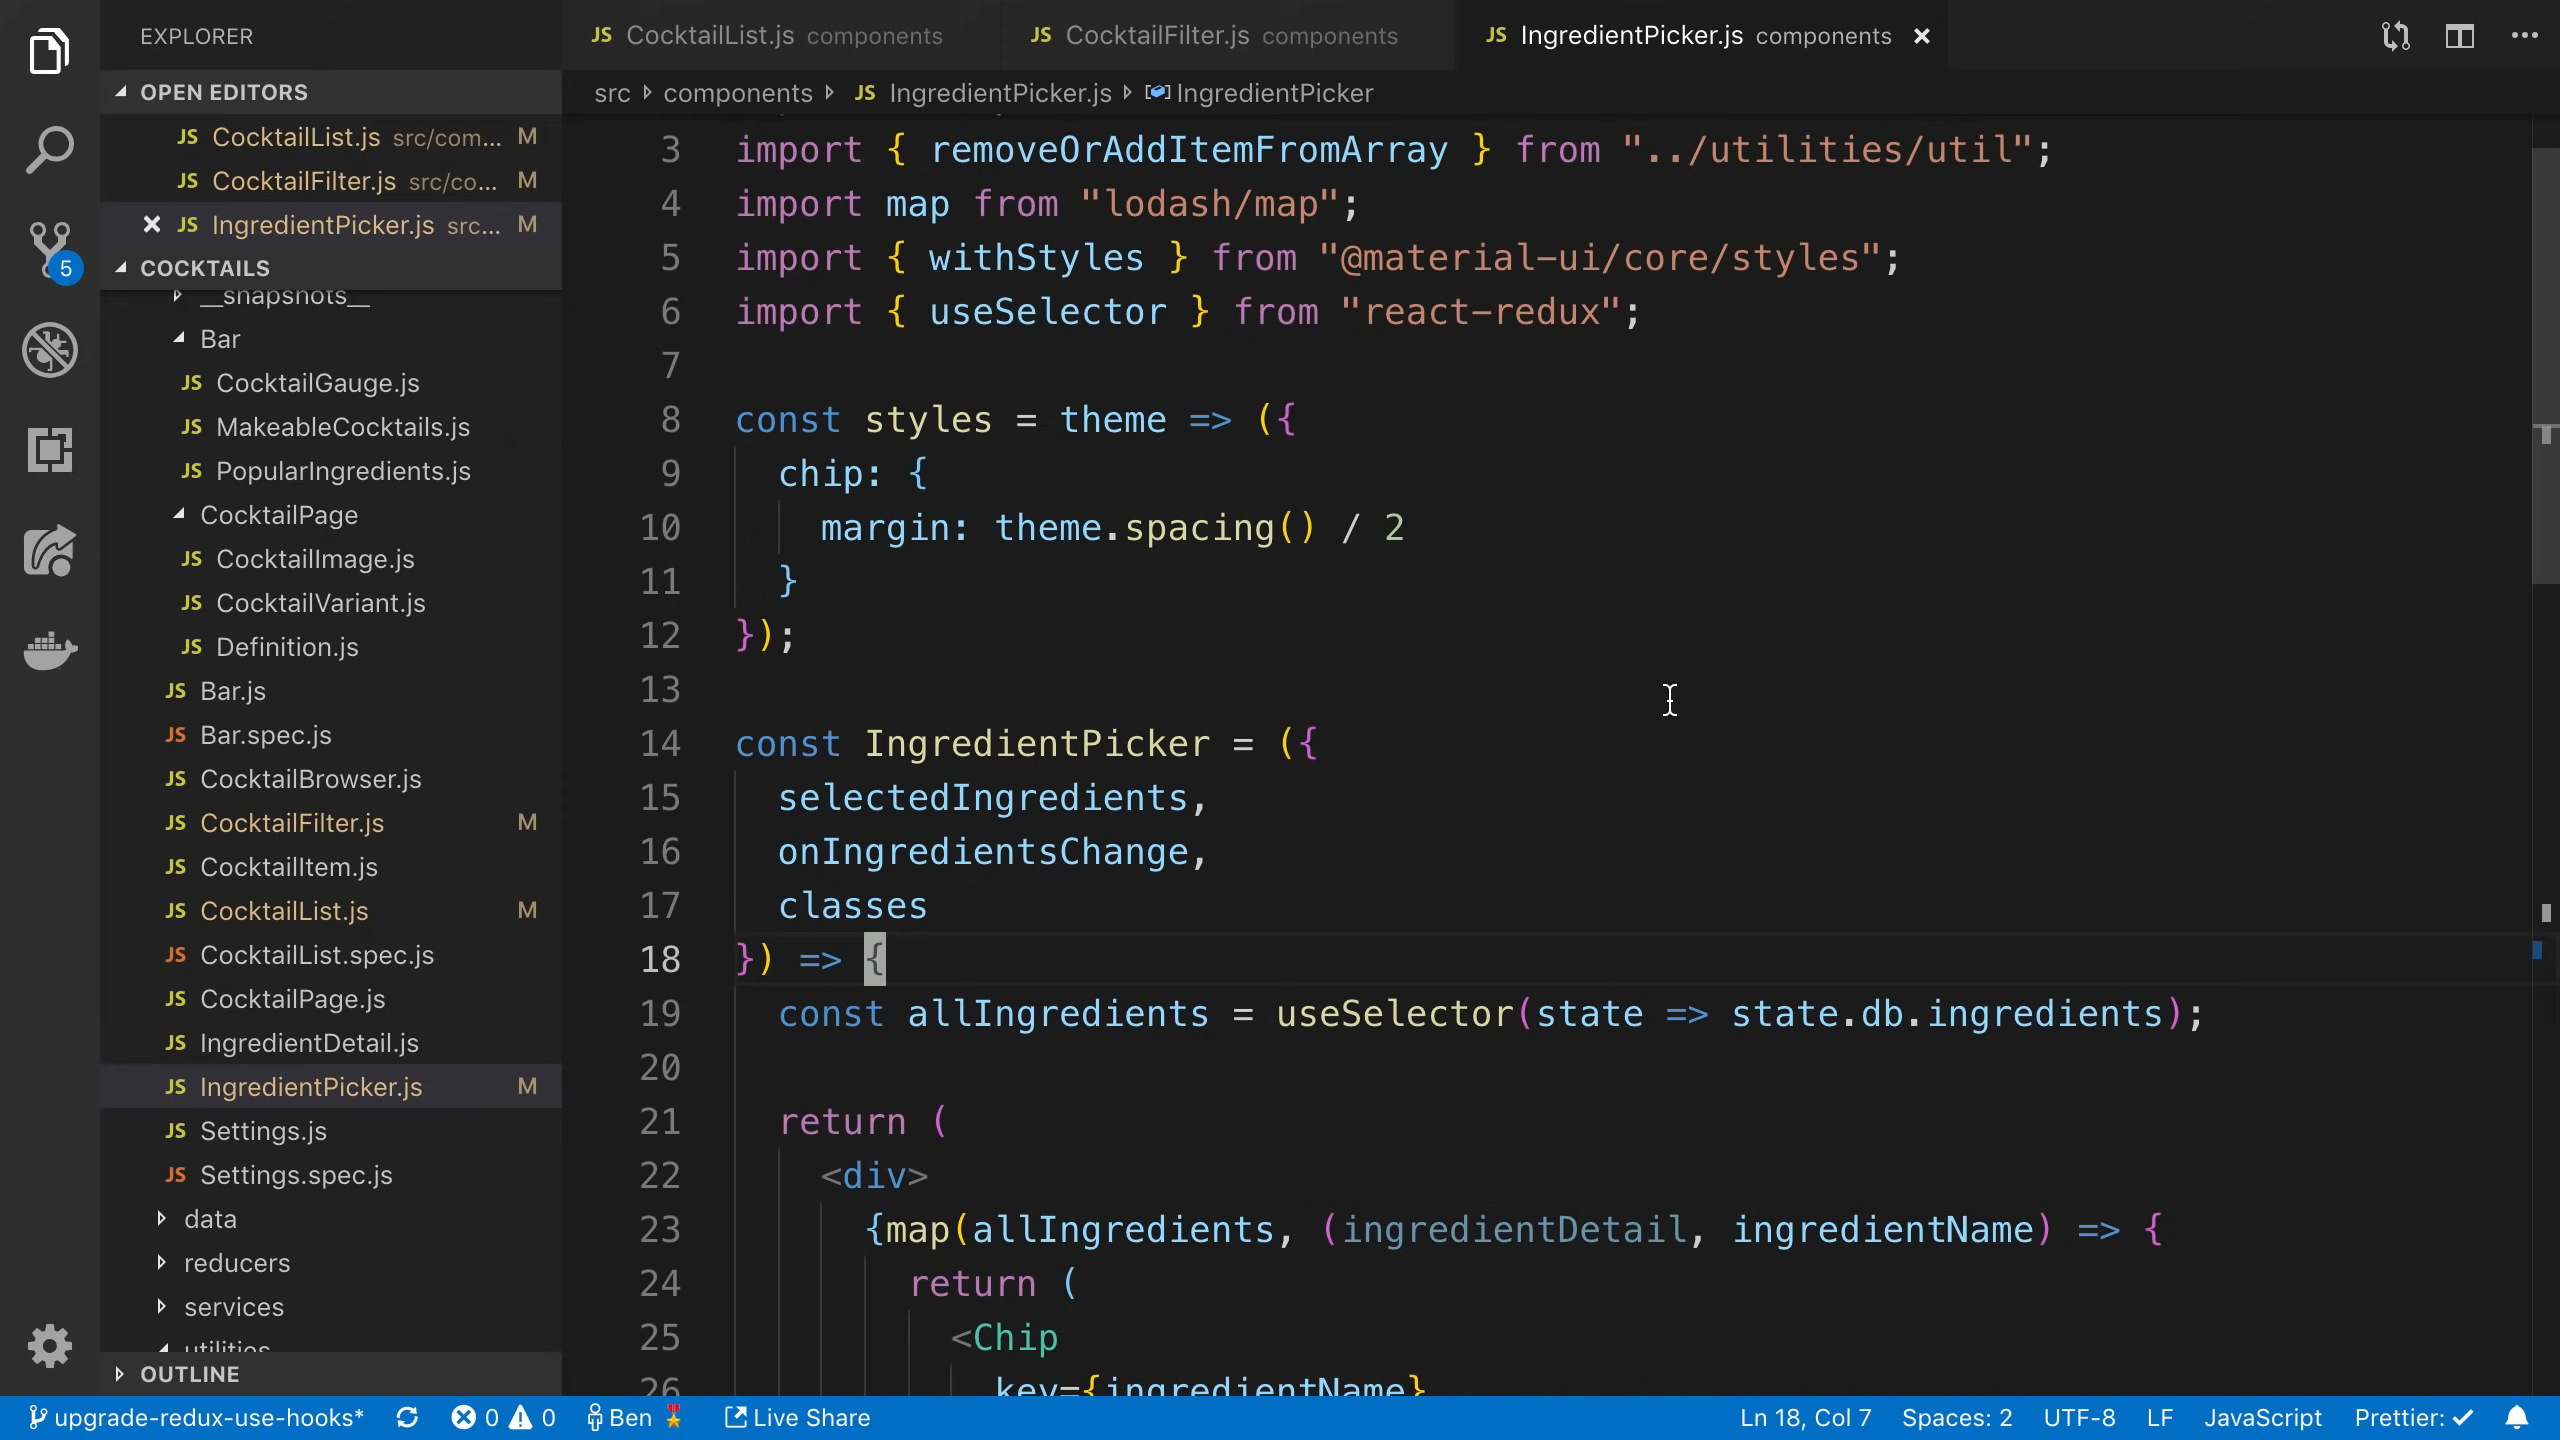 EXPLORER
OPEN EDITORS
JS CocktailList.js src/com... M
JS CocktailFilter.js src/co... M
JS IngredientPicker.js src... M
COCKTAILS
__snapshots__
Bar
JS CocktailGauge.js
JS MakeableCocktails.js
JS PopularIngredients.js
CocktailPage
JS CocktailImage.js
JS CocktailVariant.js
JS Definition.js
JS Bar.js
JS Bar.spec.js
JS CocktailBrowser.js
JS CocktailFilter.js M
JS CocktailItem.js
JS CocktailList.js M
JS CocktailList.spec.js
JS CocktailPage.js
JS IngredientDetail.js
JS IngredientPicker.js M
JS Settings.js
JS Settings.spec.js
data
reducers
services
utilities
OUTLINE
5
JS CocktailList.js components
JS CocktailFilter.js components
JS IngredientPicker.js components
src components JS IngredientPicker.js IngredientPicker
3 import { removeOrAddItemFromArray } from "../utilities/util";
4 import map from "lodash/map";
5 import { withStyles } from "@material-ui/core/styles";
6 import { useSelector } from "react-redux";
7
8 const styles = theme => ({
9 chip: {
10 margin: theme.spacing() / 2
11 }
12 });
13
14 const IngredientPicker = ({
15 selectedIngredients,
16 onIngredientsChange,
17 classes
18 }) => {
19 const allIngredients = useSelector(state => state.db.ingredients);
20
21 return (
22 <div>
23 {map(allIngredients, (ingredientDetail, ingredientName) => {
24 return (
25 <Chip
26 key={ingredientName}
upgrade-redux-use-hooks* 0 0 Ben Live Share Ln 18, Col 7 Spaces: 2 UTF-8 LF JavaScript Prettier: ✓